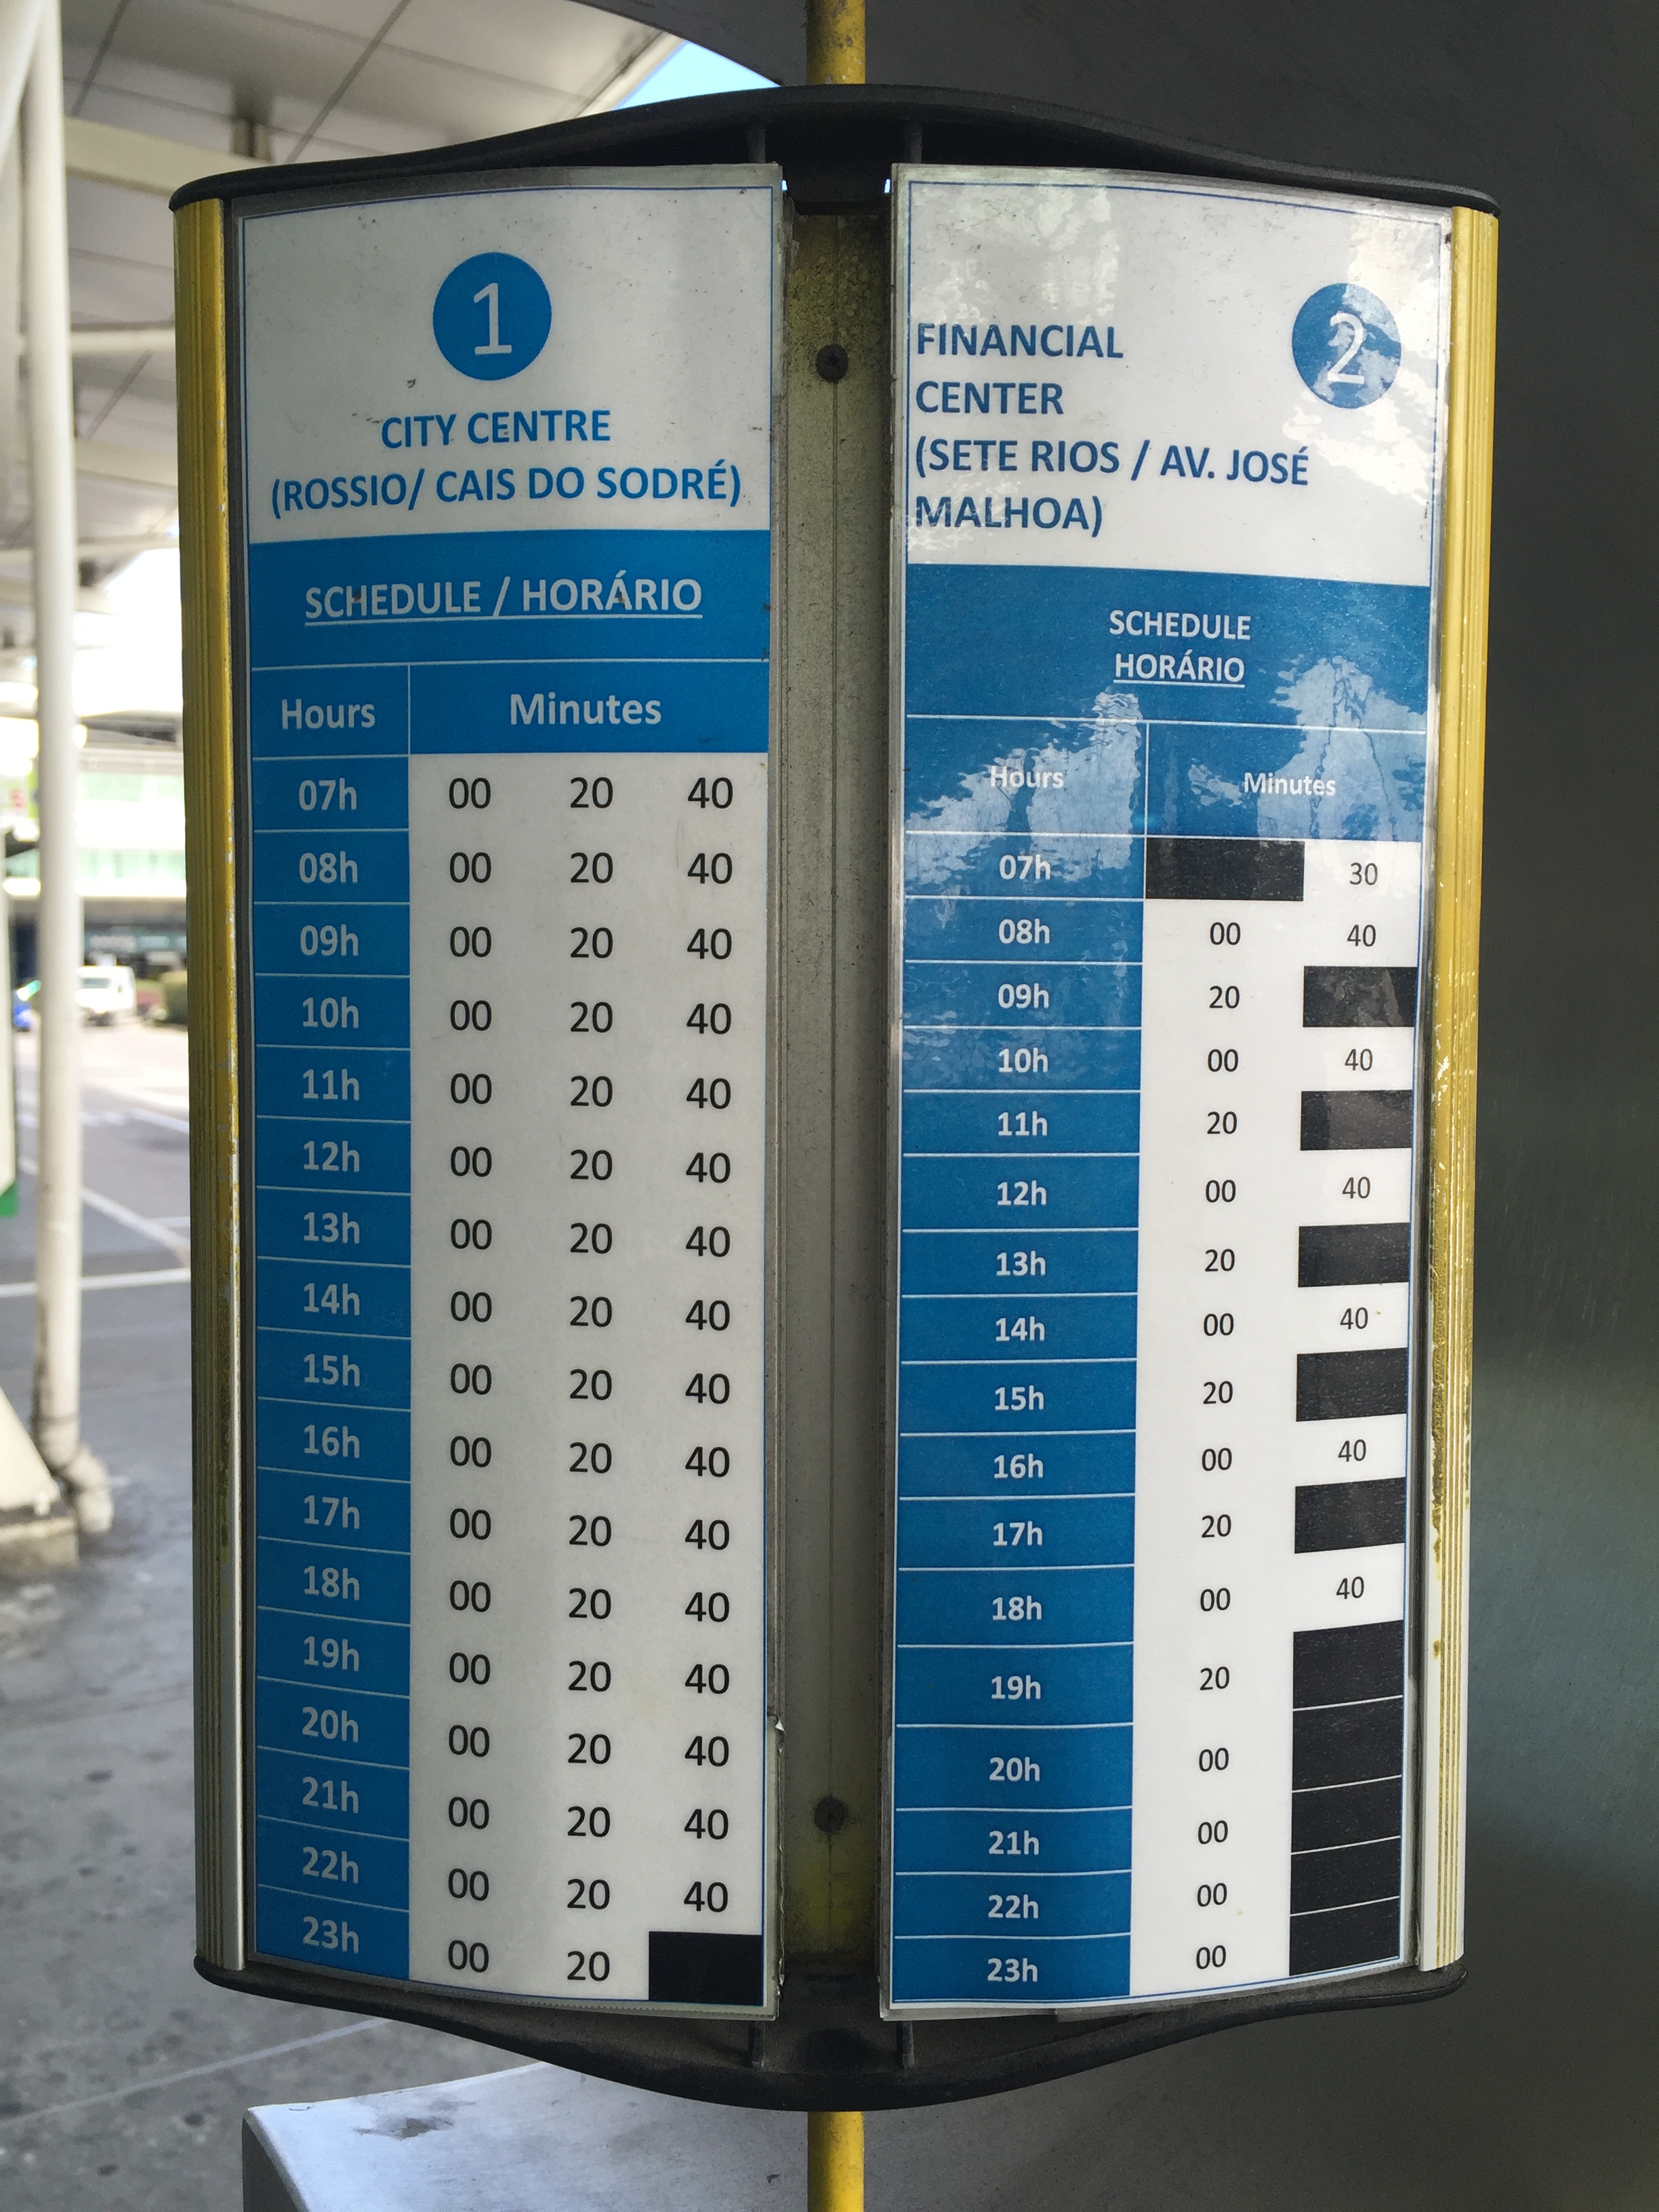 1
CITY CENTRE
(ROSSIO/ CAIS DO SODRÉ)
SCHEDULE / HORÁRIO
Hours Minutes
07h 00 20 40
08h 00 20 40
09h 00 20 40
10h 00 20 40
11h 00 20 40
12h 00 20 40
13h 00 20 40
14h 00 20 40
15h 00 20 40
16h 00 20 40
17h 00 20 40
18h 00 20 40
19h 00 20 40
20h 00 20 40
21h 00 20 40
22h 00 20 40
23h 00 20
2
FINANCIAL
CENTER
(SETE RIOS / AV. JOSÉ
MALHOA)
SCHEDULE
HORÁRIO
Hours Minutes
07h 30
08h 00 40
09h 20
10h 00 40
11h 20
12h 00 40
13h 20
14h 00 40
15h 20
16h 00 40
17h 20
18h 00 40
19h 20
20h 00
21h 00
22h 00
23h 00